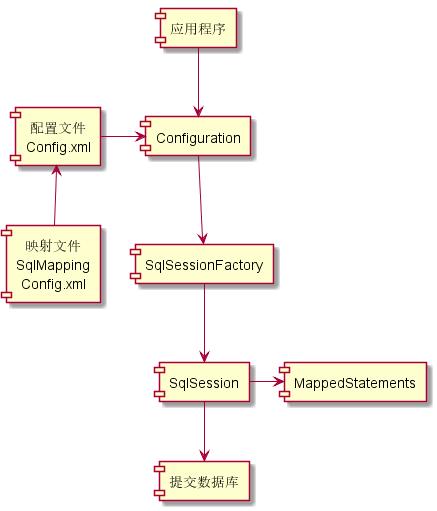 应用程序
配置文件
Config.xml
Configuration
映射文件
SqlMapping
Config.xml
SqlSessionFactory
SqlSession
MappedStatements
提交数据库